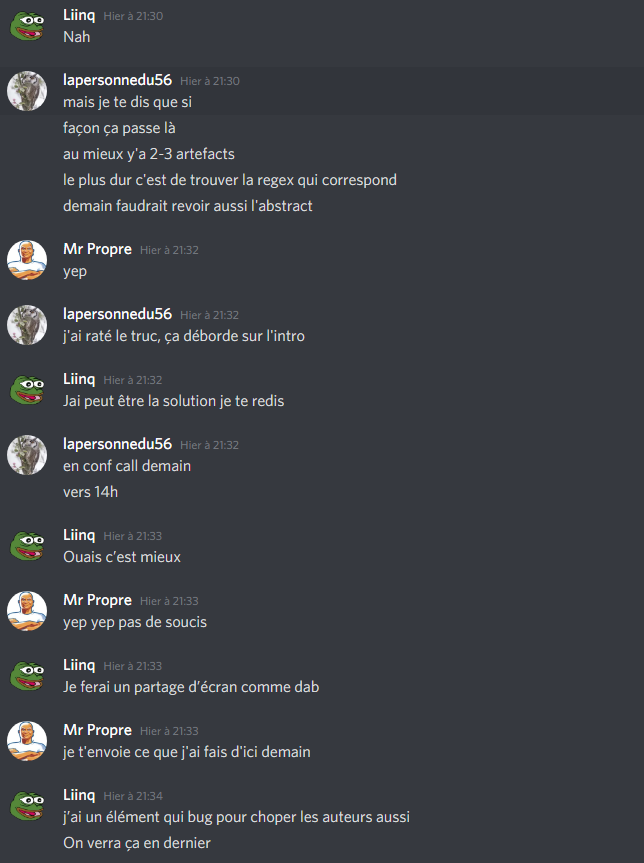 Liinq Hier à 21:30
Nah
lapersonnedu56 Hier à 21:30
mais je te dis que si
façon ça passe là
au mieux y'a 2-3 artefacts
le plus dur c'est de trouver la regex qui correspond
demain faudrait revoir aussi l'abstract
Mr Propre Hier à 21:32
yep
lapersonnedu56 Hier à 21:32
j'ai raté le truc, ça déborde sur l'intro
Liinq Hier à 21:32
Jai peut être la solution je te redis
lapersonnedu56 Hier à 21:32
en conf call demain
vers 14h
Liinq Hier à 21:33
Ouais c'est mieux
Mr Propre Hier à 21:33
yep yep pas de soucis
Liinq Hier à 21:33
Je ferai un partage d'écran comme dab
Mr Propre Hier à 21:33
je t'envoie ce que j'ai fais d'ici demain
Liinq Hier à 21:34
j'ai un élément qui bug pour choper les auteurs aussi
On verra ça en dernier